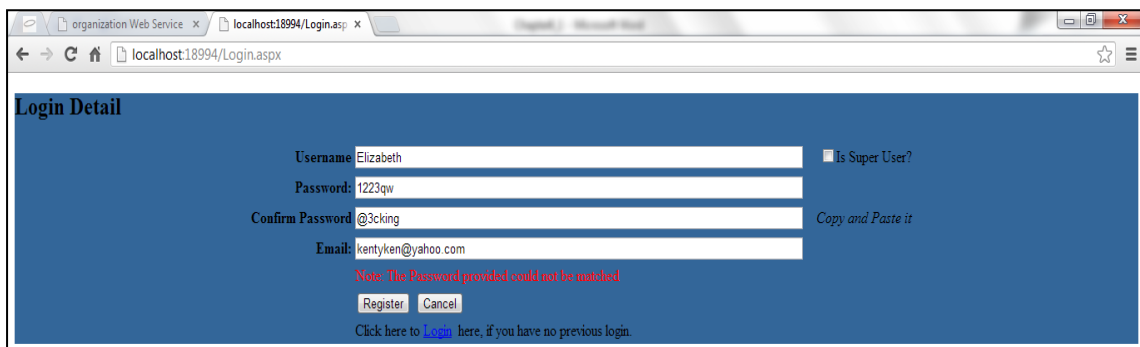 organization Web Service x
localhost:18994/Login.asp x
localhost:18994/Login.aspx
Login Detail
Username Elizabeth
Is Super User?
Password: 1223qw
Confirm Password @3cking
Copy and Paste it
Email: kentyken@yahoo.com
Note: The Password provided could not be matched
Register Cancel
Click here to Login here, if you have no previous login.